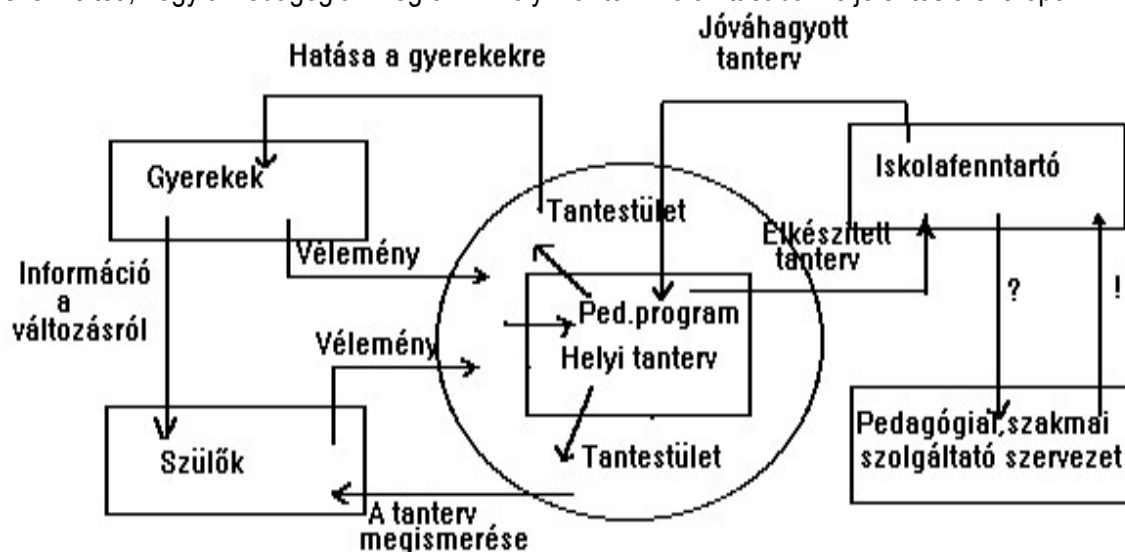 Jóváhagyott
tanterv
Hatása a gyerekekre
Gyerekek
Iskolafenntartó
Tantestület
Elkészített
tanterv
Vélemény
Információ
a
változásról
?
!
Ped.program
Helyi tanterv
Vélemény
Szülők
Tantestület
Pedagógiai,szakmai
szolgáltató szervezet
A tanterv
megismerése